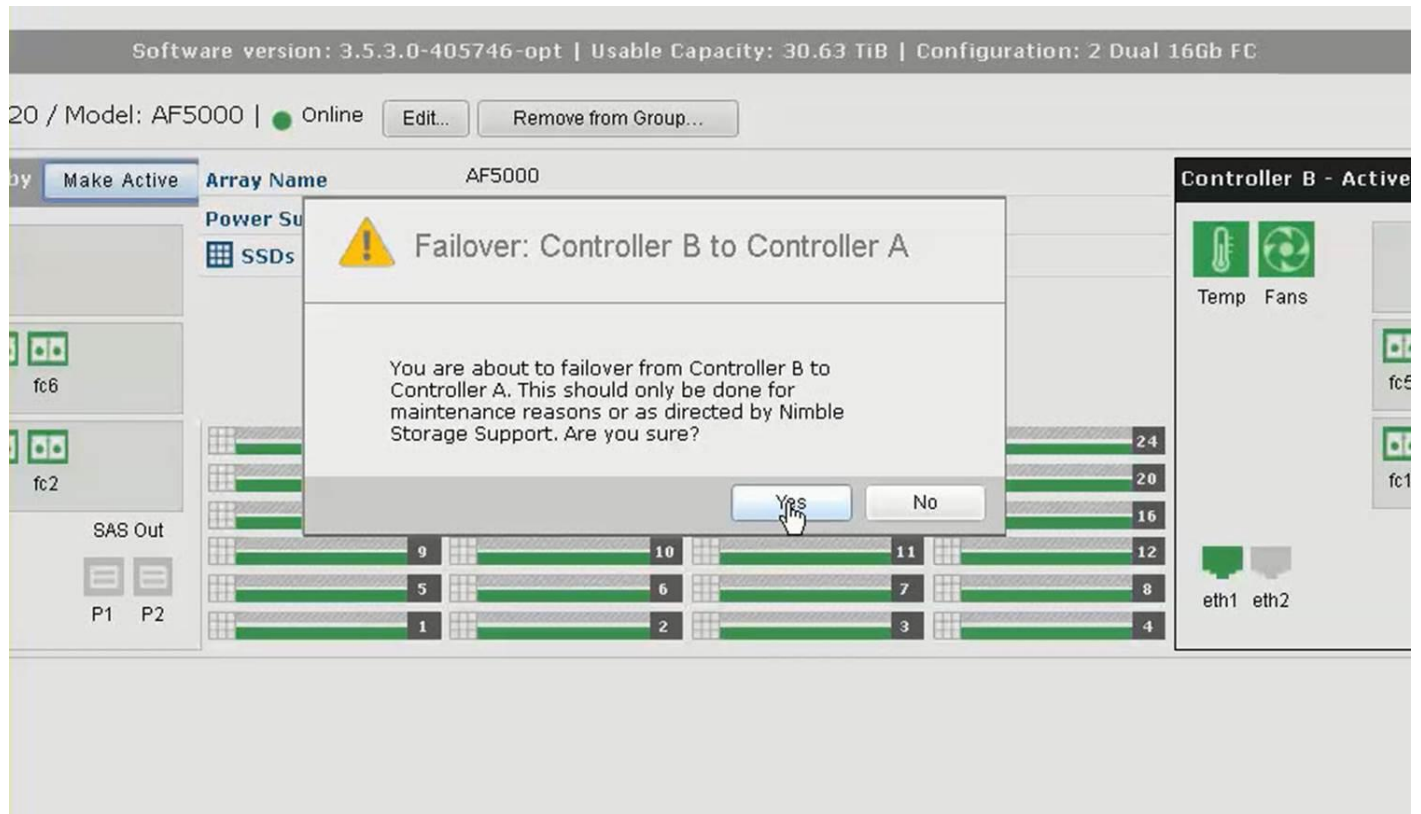 Software version: 3.5.3.0-405746-opt | Usable Capacity: 30.63 TiB | Configuration: 2 Dual 16Gb FC
20 / Model: AF5000 | Online Edit... Remove from Group...
by Make Active
Array Name AF5000
Controller B - Active
Power Su
SSDs
Failover: Controller B to Controller A
Temp Fans
You are about to failover from Controller B to
Controller A. This should only be done for
maintenance reasons or as directed by Nimble
Storage Support. Are you sure?
Yes No
fc6
fc2
SAS Out
P1 P2
24
20
16
9 10 11 12
5 6 7 8
1 2 3 4
fc5
fc1
eth1 eth2